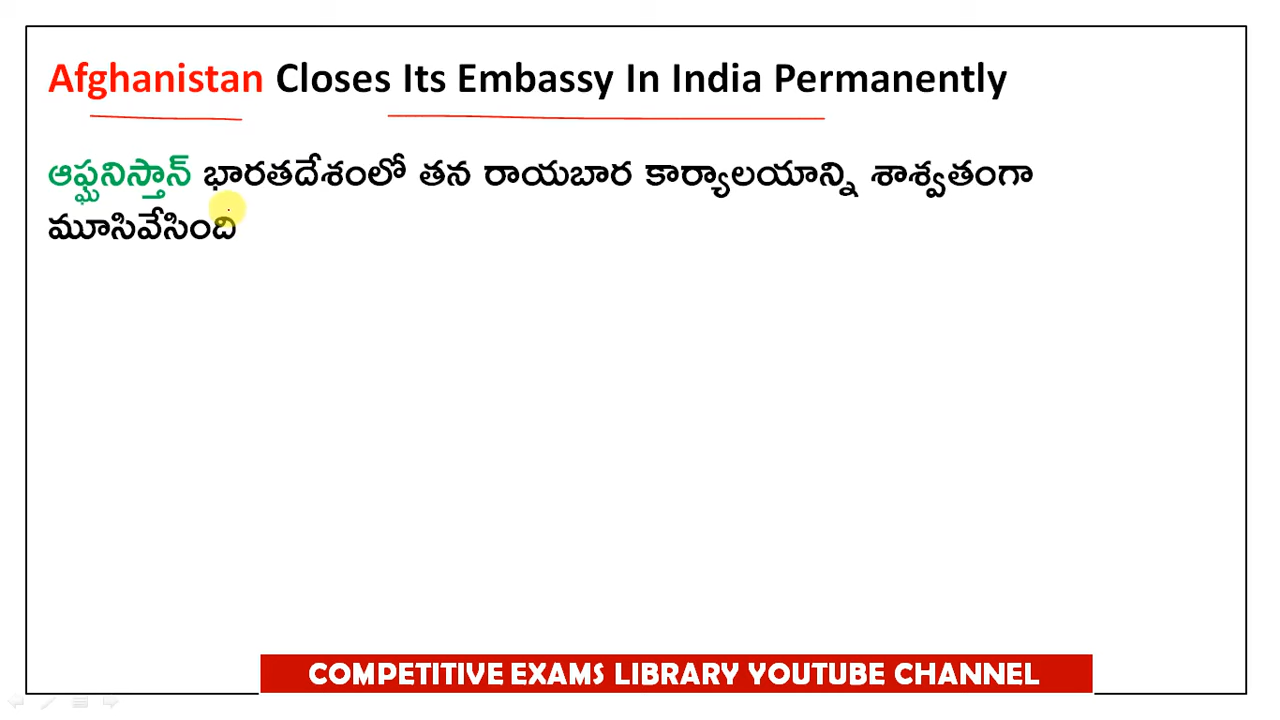 Afghanistan Closes Its Embassy In India Permanently
ఆఫ్ఘనిస్తాన్ భారతదేశంలో తన రాయబార కార్యాలయాన్ని శాశ్వతంగా
మూసివేసింది
COMPETITIVE EXAMS LIBRARY YOUTUBE CHANNEL